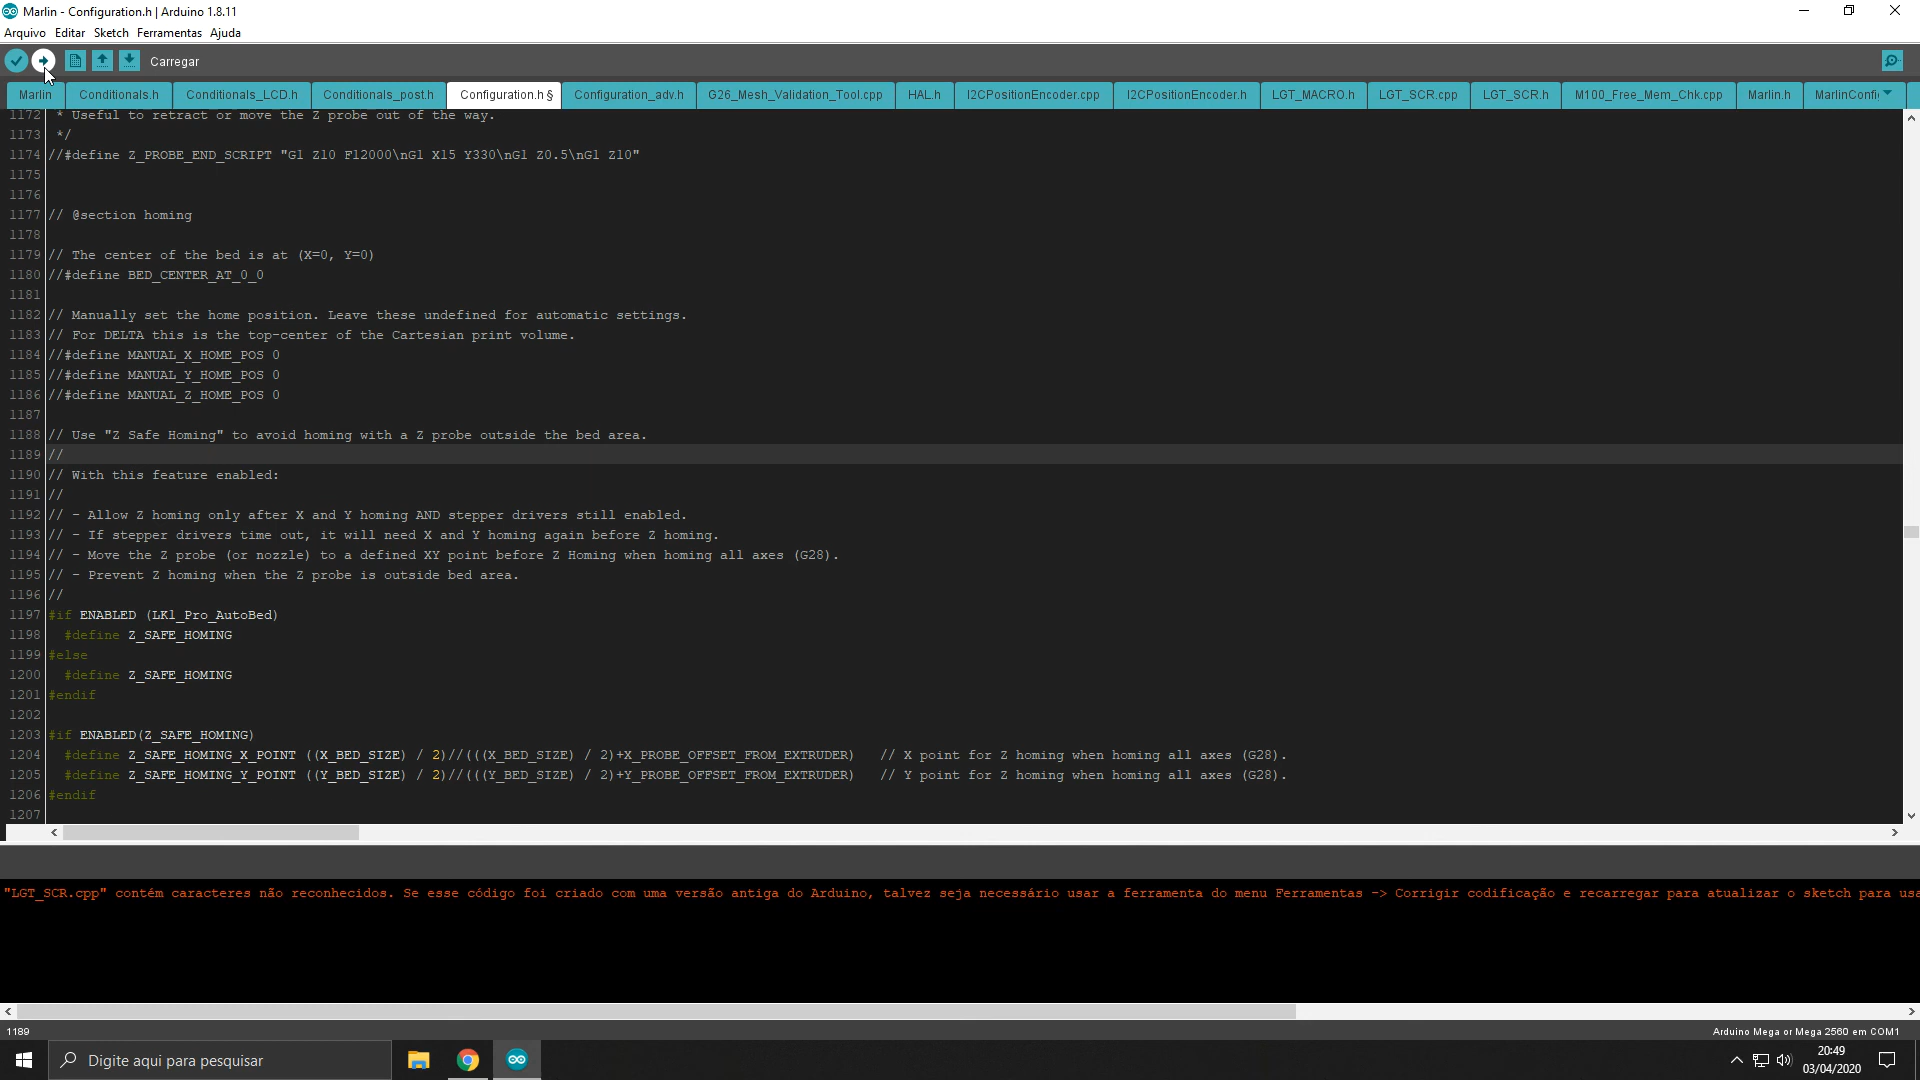 Marlin - Configuration.h | Arduino 1.8.11
Arquivo Editar Sketch Ferramentas Ajuda
Carregar
Marlin Conditionals.h Conditionals_LCD.h Conditionals_post.h Configuration.h § Configuration_adv.h G26_Mesh_Validation_Tool.cpp HAL.h I2CPositionEncoder.cpp I2CPositionEncoder.h LGT_MACRO.h LGT_SCR.cpp LGT_SCR.h M100_Free_Mem_Chk.cpp Marlin.h MarlinConfi
1172 * Useful to retract or move the Z probe out of the way.
1173 */
1174 //#define Z_PROBE_END_SCRIPT "G1 Z10 F12000\nG1 X15 Y330\nG1 Z0.5\nG1 Z10"
1175
1176
1177 // @section homing
1178
1179 // The center of the bed is at (X=0, Y=0)
1180 //#define BED_CENTER_AT_0_0
1181
1182 // Manually set the home position. Leave these undefined for automatic settings.
1183 // For DELTA this is the top-center of the Cartesian print volume.
1184 //#define MANUAL_X_HOME_POS 0
1185 //#define MANUAL_Y_HOME_POS 0
1186 //#define MANUAL_Z_HOME_POS 0
1187
1188 // Use "Z Safe Homing" to avoid homing with a Z probe outside the bed area.
1189 //
1190 // With this feature enabled:
1191 //
1192 // - Allow Z homing only after X and Y homing AND stepper drivers still enabled.
1193 // - If stepper drivers time out, it will need X and Y homing again before Z homing.
1194 // - Move the Z probe (or nozzle) to a defined XY point before Z Homing when homing all axes (G28).
1195 // - Prevent Z homing when the Z probe is outside bed area.
1196 //
1197 #if ENABLED (LK1_Pro_AutoBed)
1198 #define Z_SAFE_HOMING
1199 #else
1200 #define Z_SAFE_HOMING
1201 #endif
1202
1203 #if ENABLED(Z_SAFE_HOMING)
1204 #define Z_SAFE_HOMING_X_POINT ((X_BED_SIZE) / 2)//(((X_BED_SIZE) / 2)+X_PROBE_OFFSET_FROM_EXTRUDER) // X point for Z homing when homing all axes (G28).
1205 #define Z_SAFE_HOMING_Y_POINT ((Y_BED_SIZE) / 2)//(((Y_BED_SIZE) / 2)+Y_PROBE_OFFSET_FROM_EXTRUDER) // Y point for Z homing when homing all axes (G28).
1206 #endif
1207
"LGT_SCR.cpp" contém caracteres não reconhecidos. Se esse código foi criado com uma versão antiga do Arduino, talvez seja necessário usar a ferramenta do menu Ferramentas -> Corrigir codificação e recarregar para atualizar o sketch para usa
1189
Arduino Mega or Mega 2560 em COM1
Digite aqui para pesquisar
20:49
03/04/2020